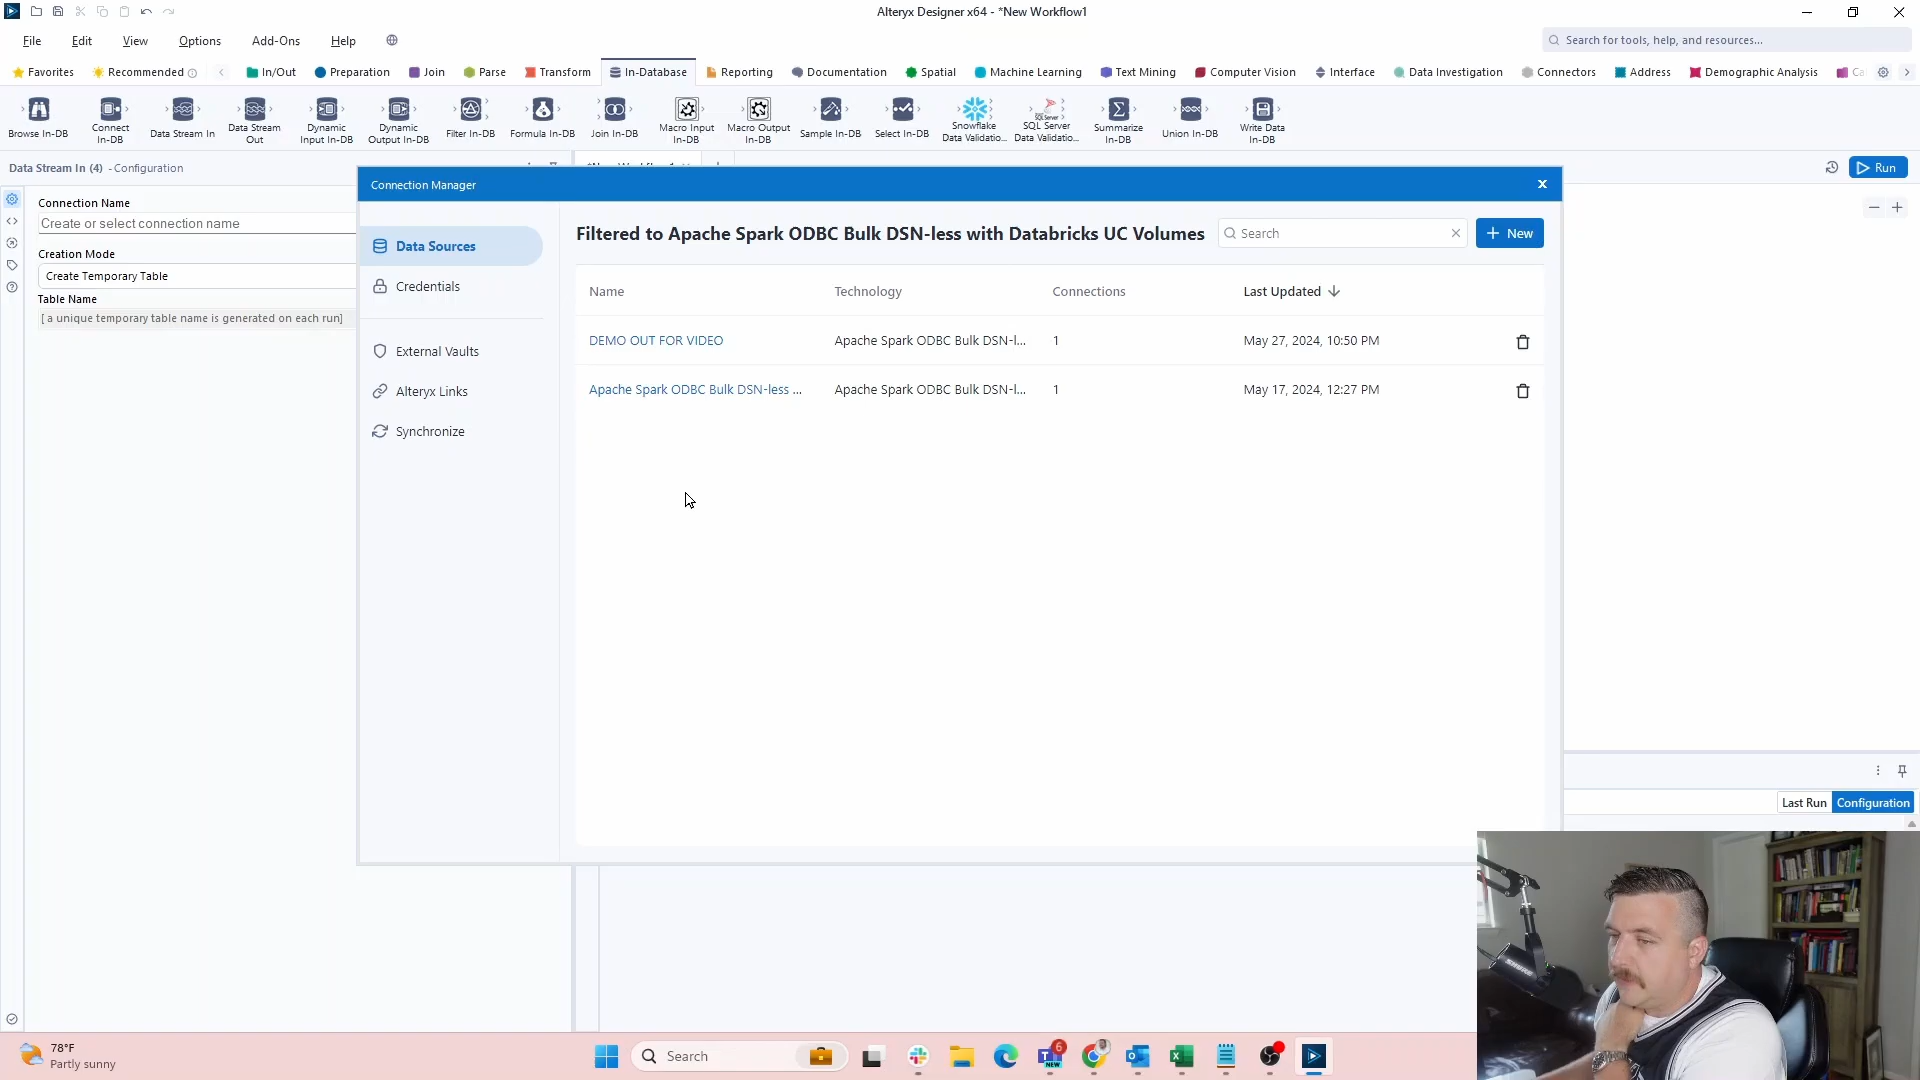 Alteryx Designer x64 - *New Workflow1
File Edit View Options Add-Ons Help
Search for tools, help, and resources...
Favorites Recommended In/Out Preparation Join Parse Transform In-Database Reporting Documentation Spatial Machine Learning Text Mining Computer Vision Interface Data Investigation Connectors Address Demographic Analysis Ca
Browse In-DB
Connect
In-DB
Data Stream In
Data Stream
Out
Dynamic
Input In-DB
Dynamic
Output In-DB
Filter In-DB
Formula In-DB
Join In-DB
Macro Input
In-DB
Macro Output
In-DB
Sample In-DB
Select In-DB
Snowflake
Data Validatio...
SQL Server
SQL Server
Data Validatio...
Summarize
In-DB
Union In-DB
Write Data
In-DB
Data Stream In (4) - Configuration
Run
Connection Name
Create or select connection name
Creation Mode
Create Temporary Table
Table Name
[ a unique temporary table name is generated on each run]
Connection Manager
Data Sources
Credentials
External Vaults
Alteryx Links
Synchronize
Filtered to Apache Spark ODBC Bulk DSN-less with Databricks UC Volumes
Search
New
Name Technology Connections Last Updated
DEMO OUT FOR VIDEO Apache Spark ODBC Bulk DSN-l... 1 May 27, 2024, 10:50 PM
Apache Spark ODBC Bulk DSN-less ... Apache Spark ODBC Bulk DSN-l... 1 May 17, 2024, 12:27 PM
Last Run Configuration
78°F
Partly sunny
Search
6
NEW
SHURE